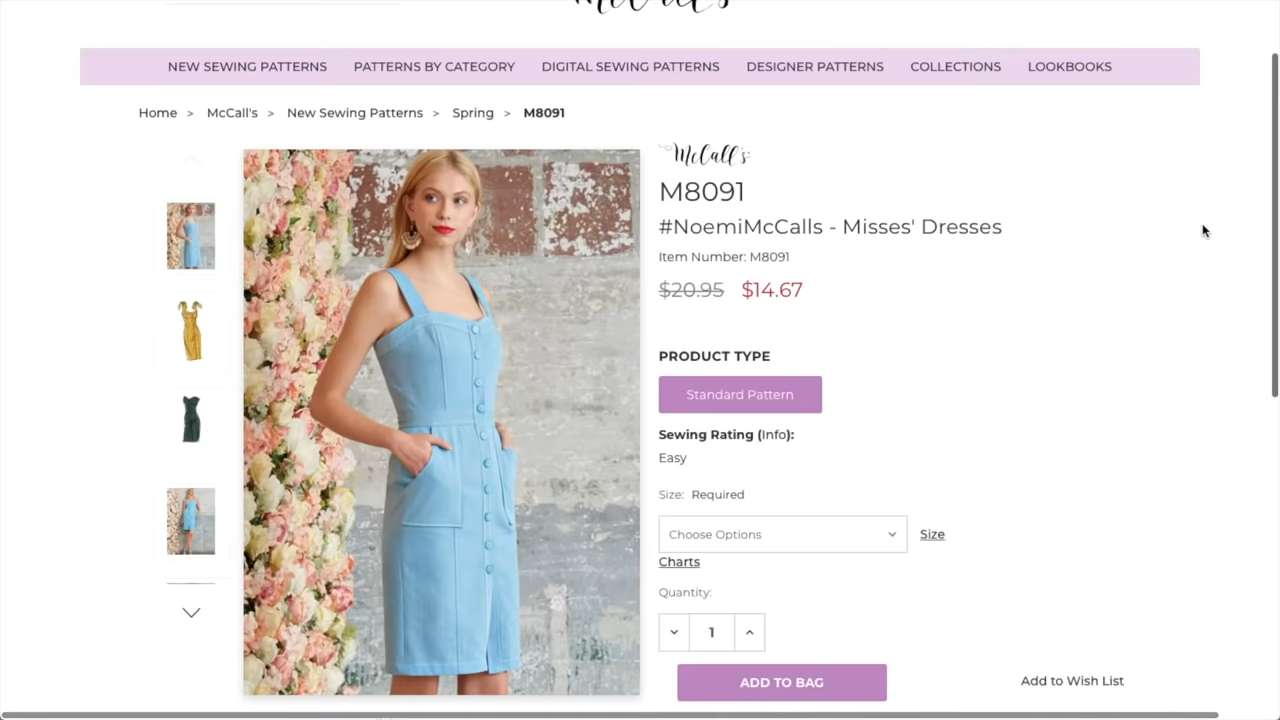 McCall's
NEW SEWING PATTERNS PATTERNS BY CATEGORY DIGITAL SEWING PATTERNS DESIGNER PATTERNS COLLECTIONS LOOKBOOKS
Home > McCall's > New Sewing Patterns > Spring > M8091
McCall's
M8091
#NoemiMcCalls - Misses' Dresses
Item Number: M8091
$20.95 $14.67
PRODUCT TYPE
Standard Pattern
Sewing Rating (Info):
Easy
Size: Required
Choose Options Size
Charts
Quantity:
1
ADD TO BAG Add to Wish List